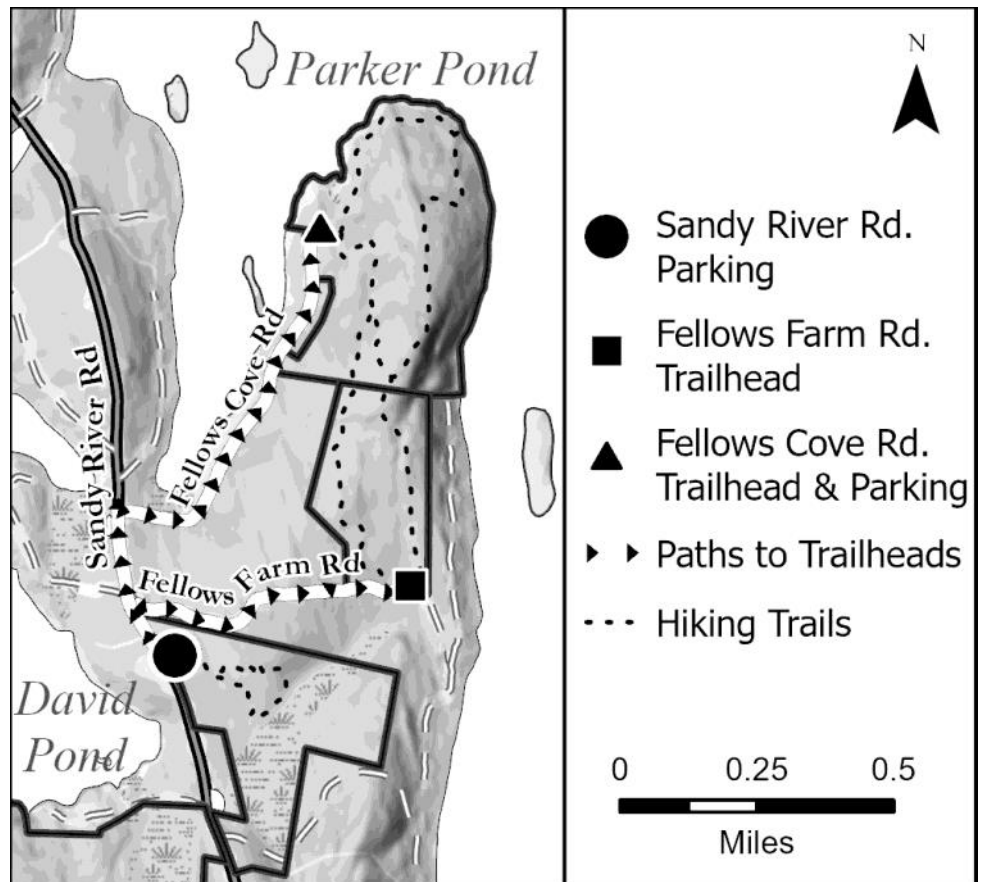 Parker Pond
Sandy River Rd
Fellows Cove Rd
Fellows Farm Rd
David
Pond
N
Sandy River Rd.
Parking
Fellows Farm Rd.
Trailhead
Fellows Cove Rd.
Trailhead & Parking
Paths to Trailheads
Hiking Trails
0 0.25 0.5
Miles